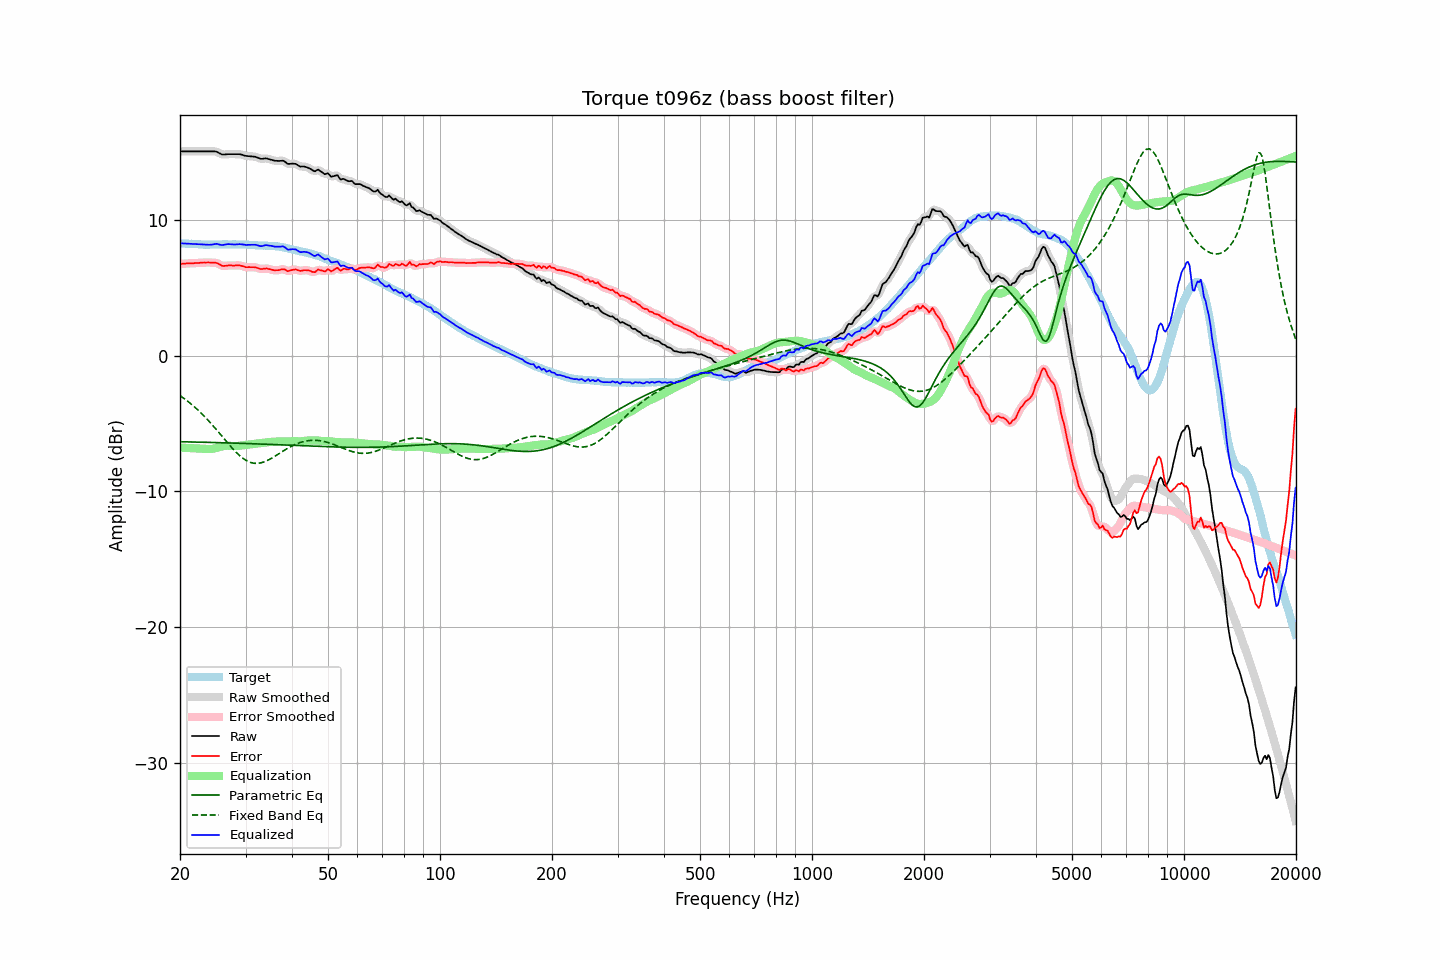 Torque t096z (bass boost filter)
Amplitude (dBr)
10
0
−10
−20
−30
Target
Raw Smoothed
Error Smoothed
Raw
Error
Equalization
Parametric Eq
Fixed Band Eq
Equalized
20 50 100 200 500 1000 2000 5000 10000 20000
Frequency (Hz)